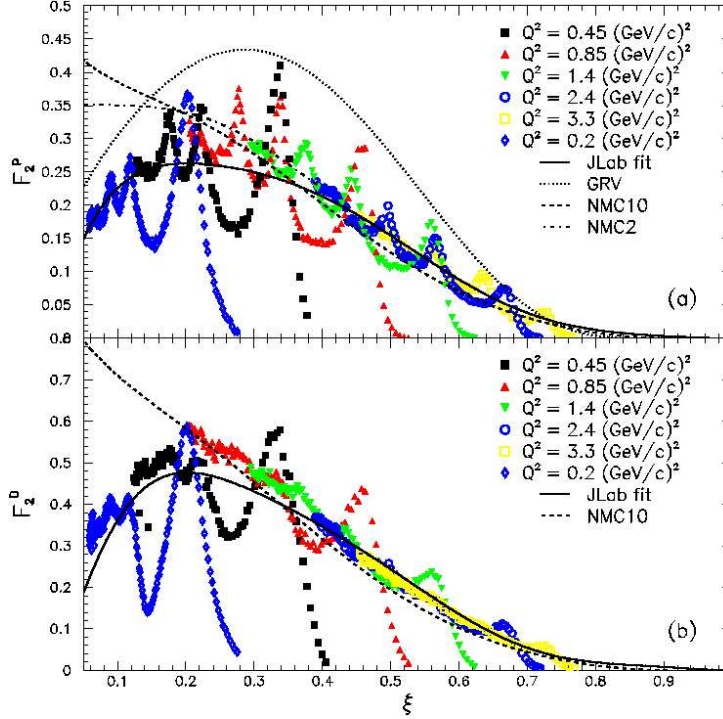 0.5
0.45
0.4
0.35
0.3
0.25
0.2
0.15
0.1
0.05
F₂ᴾ
Q² = 0.45 (GeV/c)²
Q² = 0.85 (GeV/c)²
Q² = 1.4 (GeV/c)²
Q² = 2.4 (GeV/c)²
Q² = 3.3 (GeV/c)²
Q² = 0.2 (GeV/c)²
JLab fit
GRV
NMC10
NMC2
(a)
0.8
0.7
0.6
0.5
0.4
0.3
0.2
0.1
0
F₂ᴰ
Q² = 0.45 (GeV/c)²
Q² = 0.85 (GeV/c)²
Q² = 1.4 (GeV/c)²
Q² = 2.4 (GeV/c)²
Q² = 3.3 (GeV/c)²
Q² = 0.2 (GeV/c)²
JLab fit
NMC10
(b)
0.1 0.2 0.3 0.4 0.5 0.6 0.7 0.8 0.9
ξ